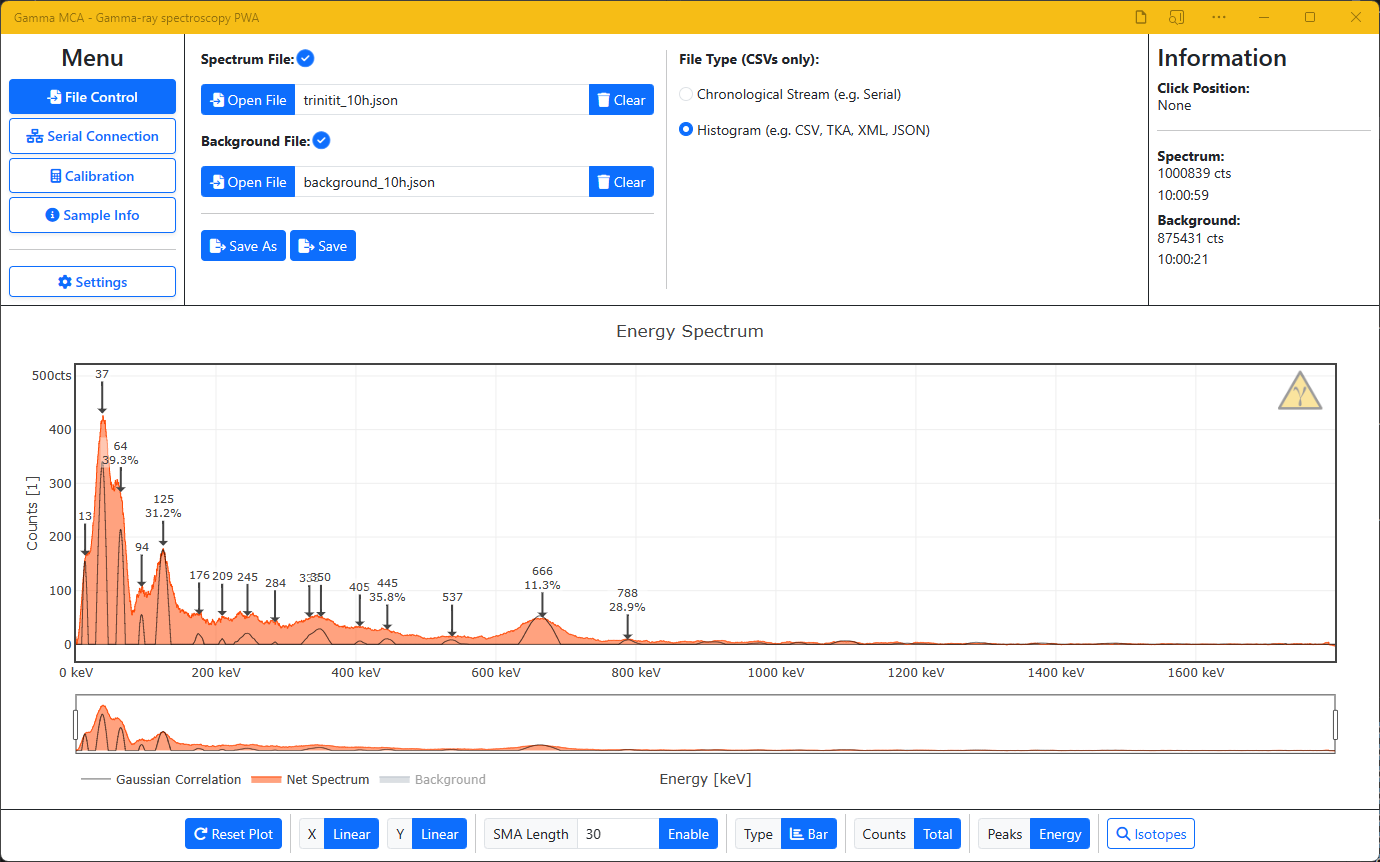 Gamma MCA - Gamma-ray spectroscopy PWA
Menu
File Control
Serial Connection
Calibration
Sample Info
Settings
Spectrum File:
Open File trinitit_10h.json Clear
Background File:
Open File background_10h.json Clear
Save As Save
File Type (CSVs only):
Chronological Stream (e.g. Serial)
Histogram (e.g. CSV, TKA, XML, JSON)
Information
Click Position:
None
Spectrum:
1000839 cts
10:00:59
Background:
875431 cts
10:00:21
Energy Spectrum
500cts
400
300
200
100
0
Counts [1]
13
37
64
39.3%
94
125
31.2%
176
209
245
284
335
350
405
445
35.8%
537
666
11.3%
788
28.9%
γ
0 keV 200 keV 400 keV 600 keV 800 keV 1000 keV 1200 keV 1400 keV 1600 keV
Gaussian Correlation Net Spectrum Background
Energy [keV]
Reset Plot X Linear Y Linear SMA Length 30 Enable Type Bar Counts Total Peaks Energy Isotopes